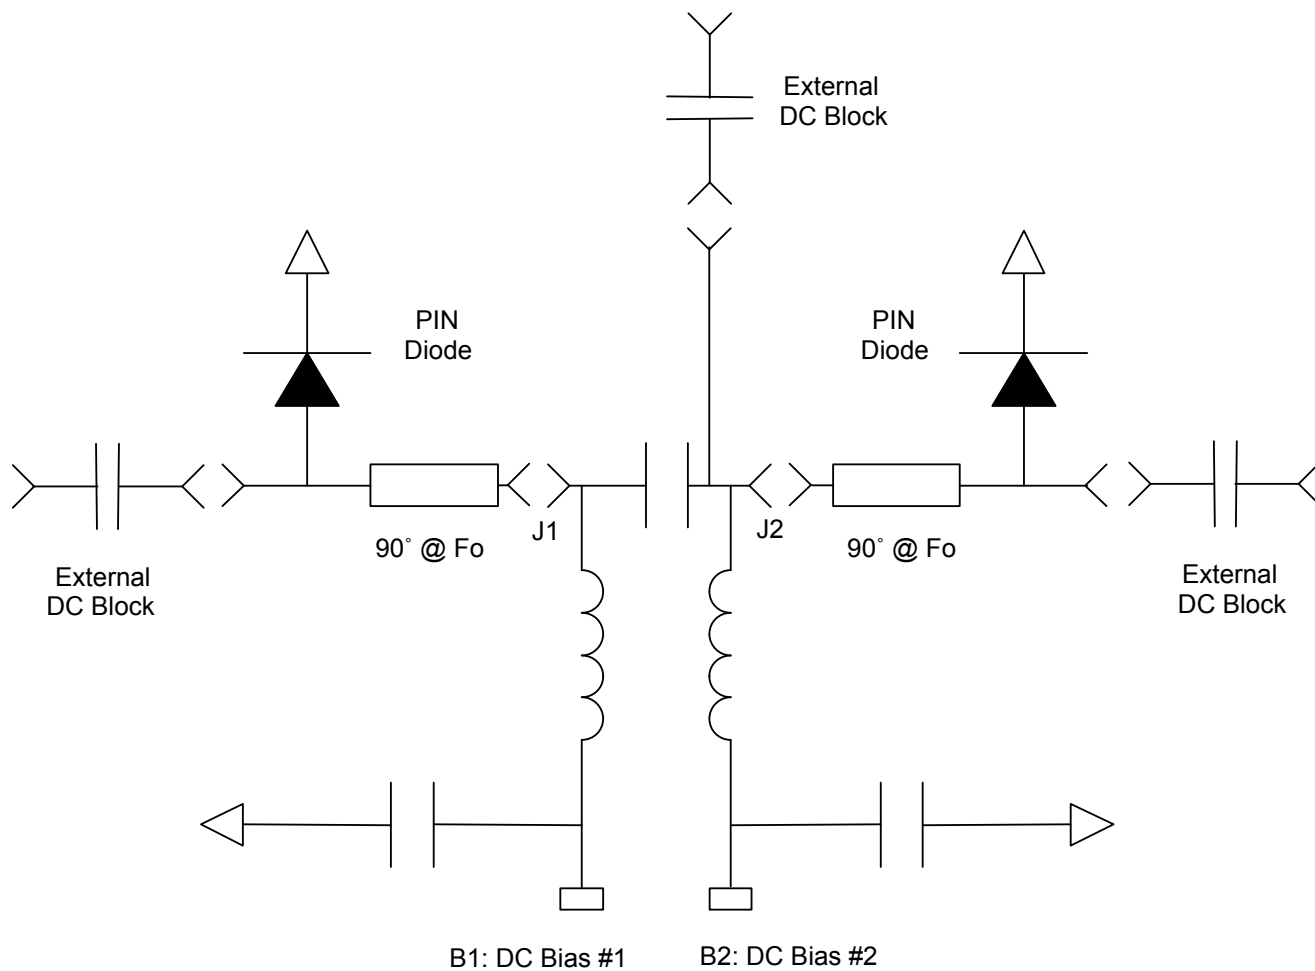 External
DC Block
PIN
Diode
PIN
Diode
J1
J2
90° @ Fo
90° @ Fo
External
DC Block
External
DC Block
B1: DC Bias #1
B2: DC Bias #2